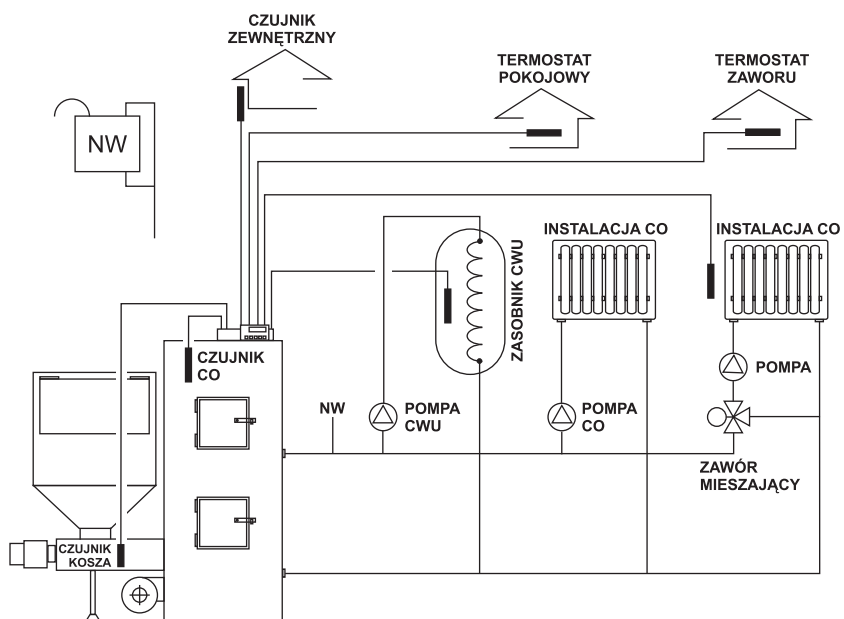 CZUJNIK
ZEWNĘTRZNY
TERMOSTAT
POKOJOWY
TERMOSTAT
ZAWORU
NW
INSTALACJA CO
INSTALACJA CO
ZASOBNIK CWU
CZUJNIK
CO
NW
POMPA
CWU
POMPA
CO
POMPA
ZAWÓR
MIESZAJĄCY
CZUJNIK
KOSZA